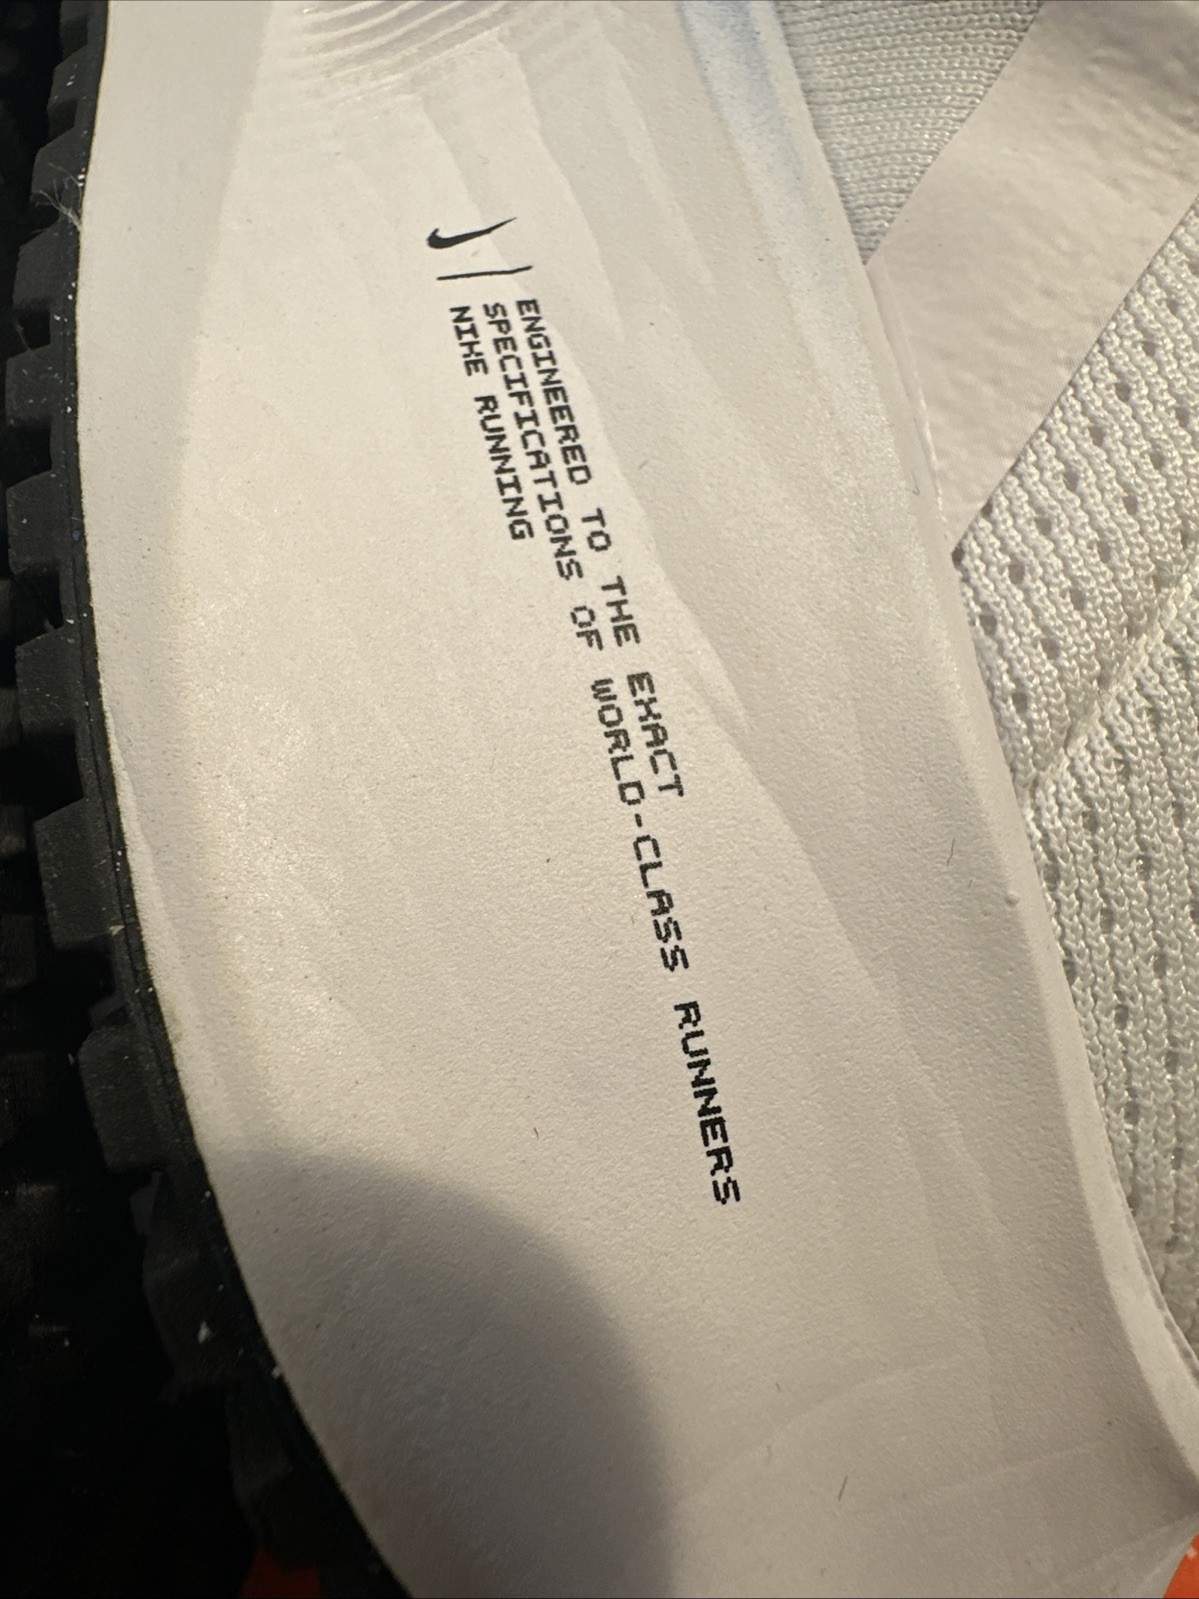 ENGINEERED TO THE EXACT
SPECIFICATIONS OF WORLD-CLASS RUNNERS
NIKE RUNNING